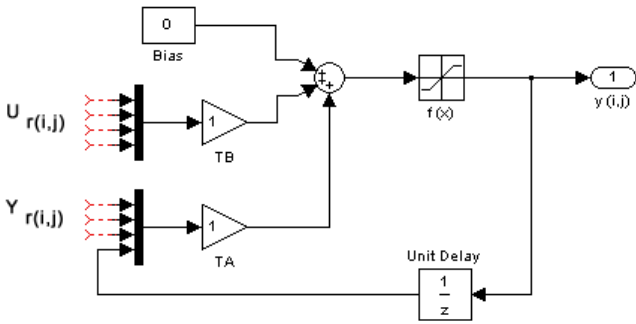 0
Bias
+
+
+
f(x)
1
y(i,j)
U r(i,j)
1
TB
Y r(i,j)
1
TA
Unit Delay
1
z